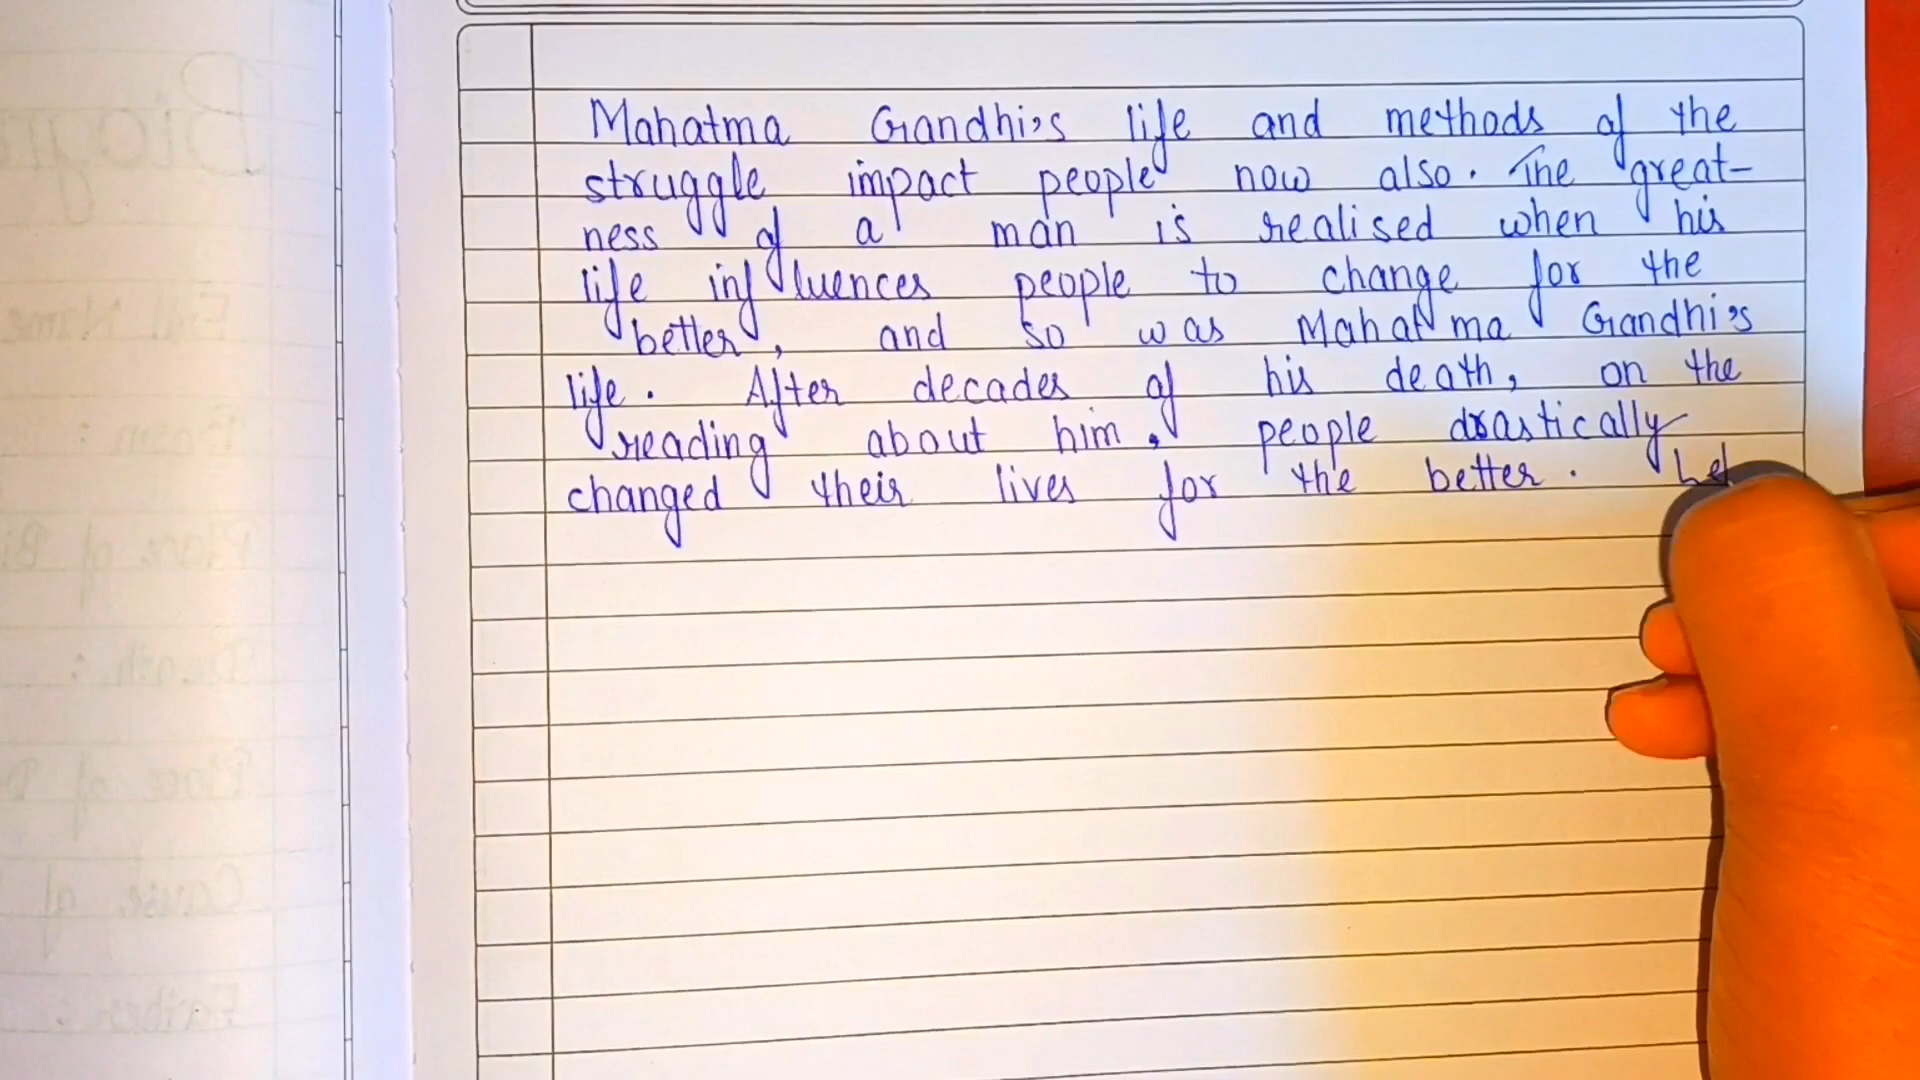 Mahatma Gandhi's life and methods of the
struggle impact people now also. The great-
ness of a man is realised when his
life influences people to change for the
better, and so was Mahatma Gandhi's
life. After decades of his death, on the
reading about him, people drastically
changed their lives for the better. Let